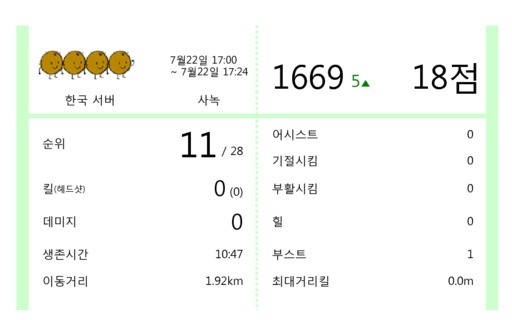 7월22일 17:00
~ 7월22일 17:24
한국 서버
사녹
1669 5▲
18점
순위
11 / 28
킬(헤드샷)
0 (0)
데미지
0
생존시간
10:47
이동거리
1.92km
어시스트
0
기절시킴
0
부활시킴
0
힐
0
부스트
1
최대거리킬
0.0m